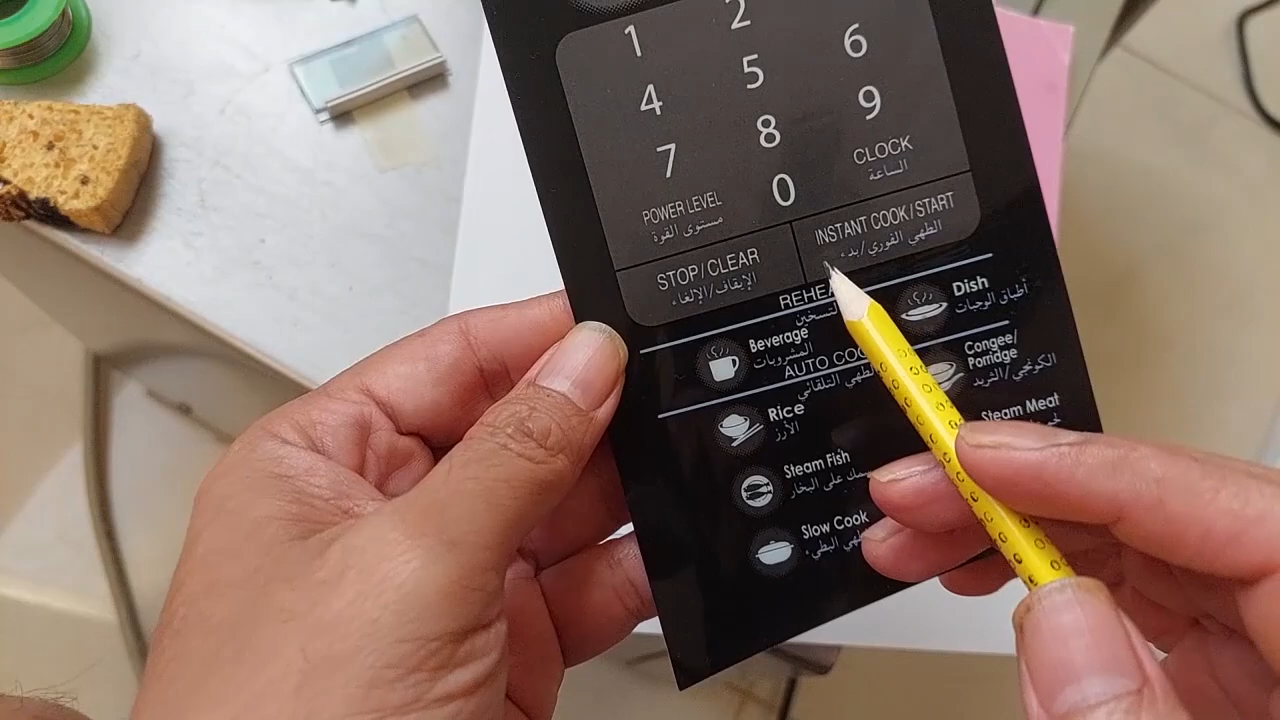 1 2
4 5 6
7 8 9
POWER LEVEL 0 CLOCK
مستوى القوة الساعة
STOP/CLEAR INSTANT COOK/START
الإيقاف/الإلغاء الطهي الفوري/بدء
Beverage Dish
المشروبات أطباق الوجبات
AUTO
Rice Congee/
Porridge
الأرز الكونجي/الثريد
Steam Fish Steam Meat
على البخار
Slow Cook